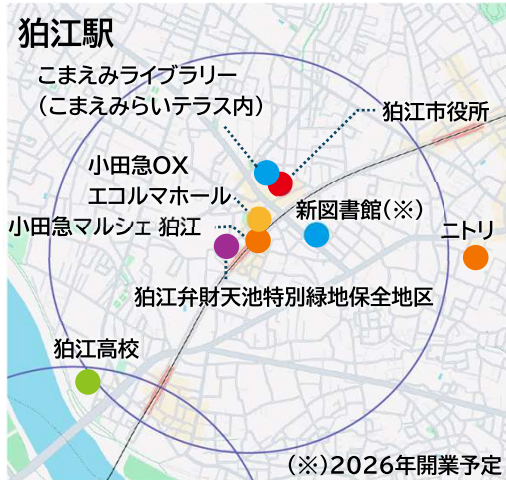 狛江駅
こまえみライブラリー
(こまえみらいテラス内)
狛江市役所
小田急OX
エコルマホール
新図書館(※)
小田急マルシェ 狛江
ニトリ
狛江弁財天池特別緑地保全地区
狛江高校
(※)2026年開業予定